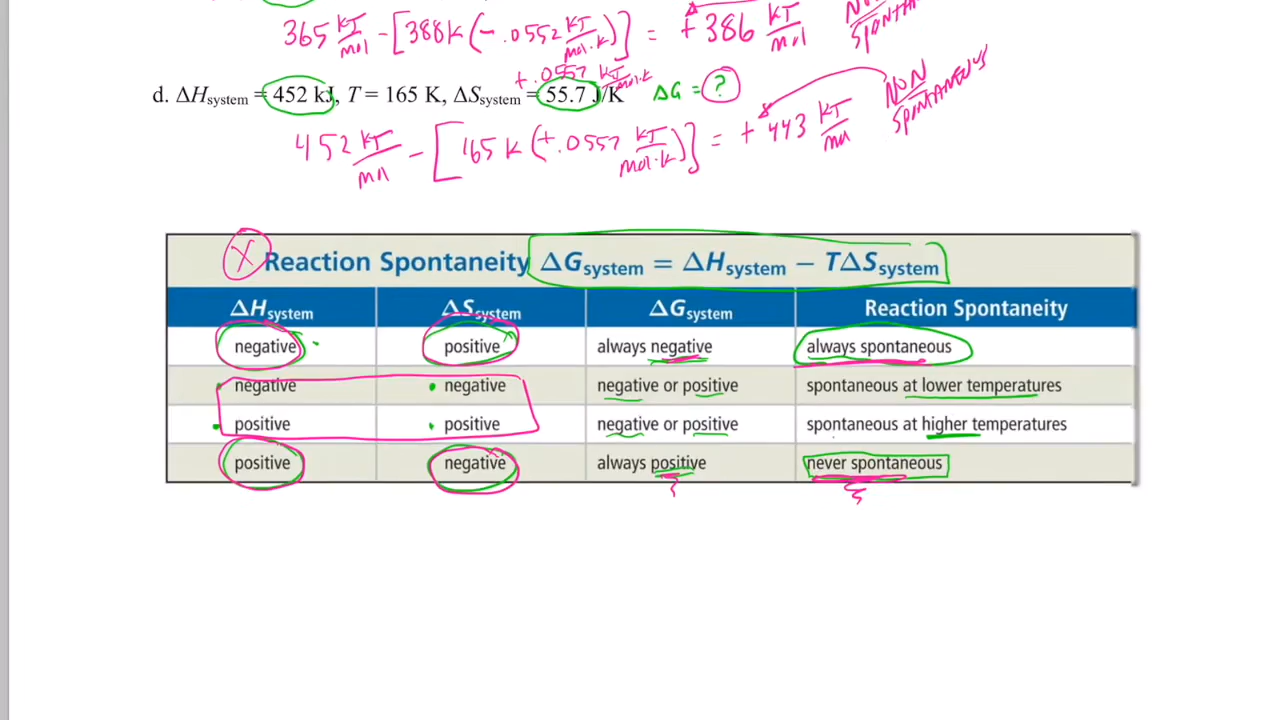 365 kJ/mol - [388K (-.0552 kJ/mol·K)] = +386 kJ/mol NON SPONTAN
+.0557 kJ/mol·K
d. ΔHsystem = 452 kJ, T = 165 K, ΔSsystem = 55.7 J/K ΔG = ?
452 kJ/mol - [165 K (+.0557 kJ/mol·K)] = +443 kJ/mol NON SPONTANEOUS
X Reaction Spontaneity ΔGsystem = ΔHsystem − TΔSsystem
ΔHsystem ΔSsystem ΔGsystem Reaction Spontaneity
negative positive always negative always spontaneous
negative negative negative or positive spontaneous at lower temperatures
positive positive negative or positive spontaneous at higher temperatures
positive negative always positive never spontaneous